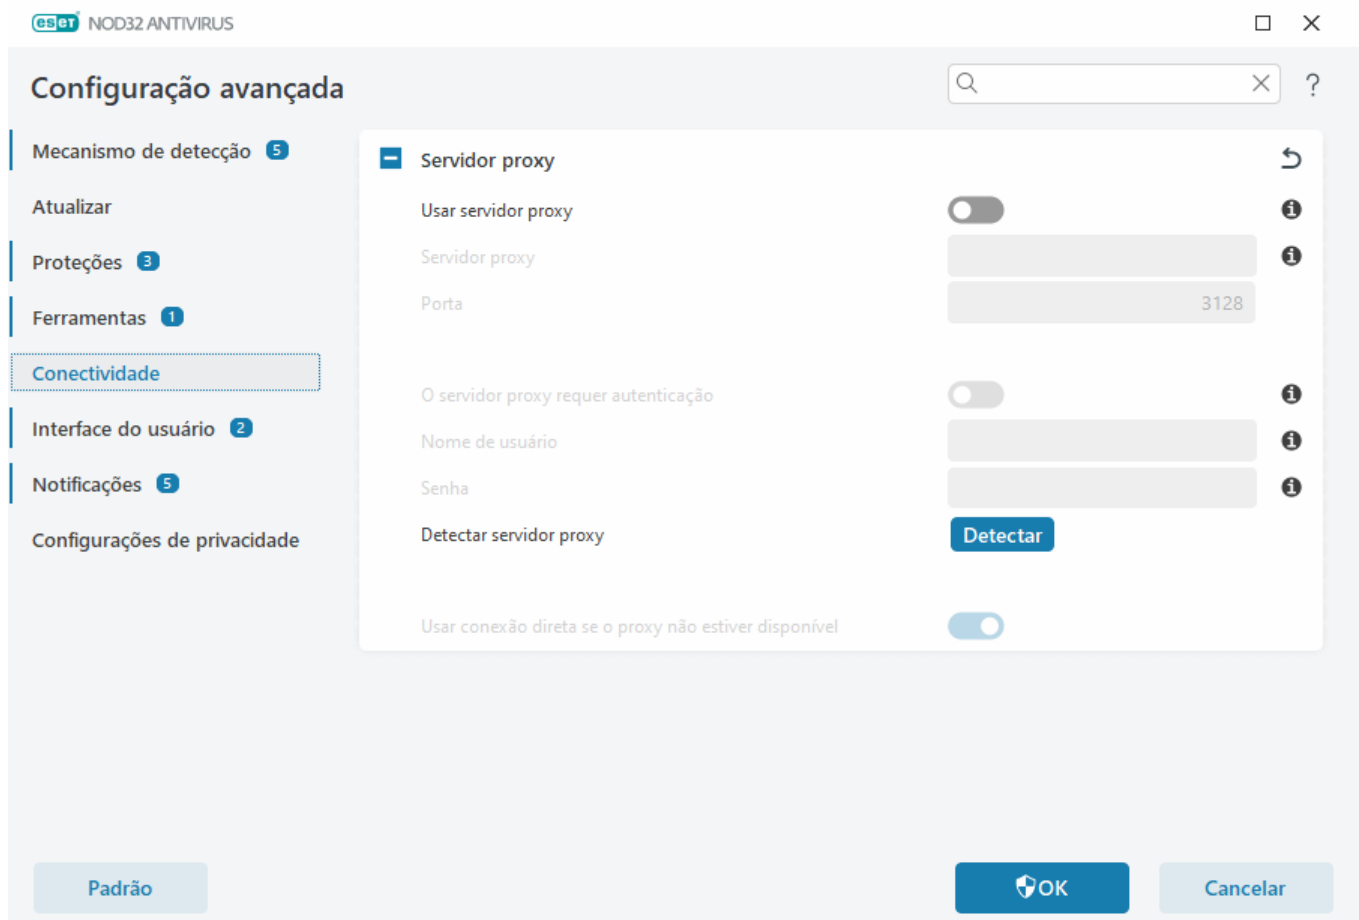 eset NOD32 ANTIVIRUS
Configuração avançada
?
Mecanismo de detecção 5
Atualizar
Proteções 3
Ferramentas 1
Conectividade
Interface do usuário 2
Notificações 5
Configurações de privacidade
Servidor proxy
Usar servidor proxy
Servidor proxy
Porta 3128
O servidor proxy requer autenticação
Nome de usuário
Senha
Detectar servidor proxy Detectar
Usar conexão direta se o proxy não estiver disponível
Padrão OK Cancelar